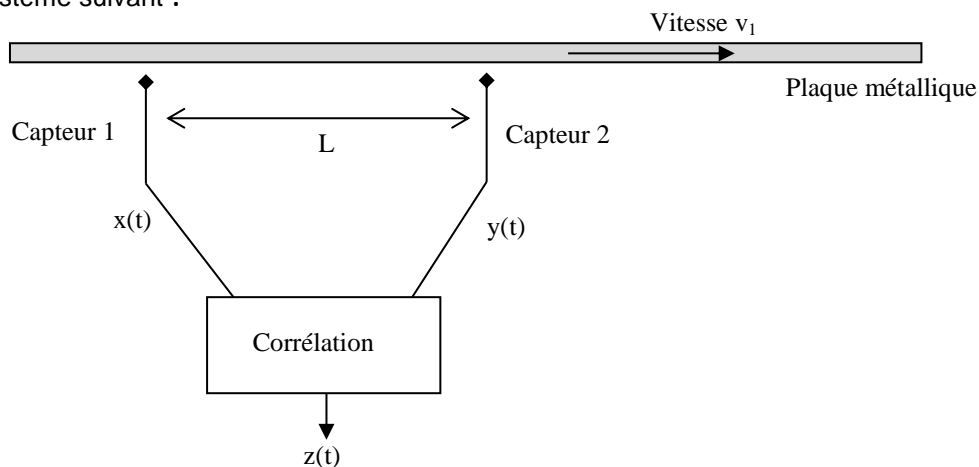 stème suivant :
Vitesse v₁
Plaque métallique
Capteur 1
L
Capteur 2
x(t)
y(t)
Corrélation
z(t)